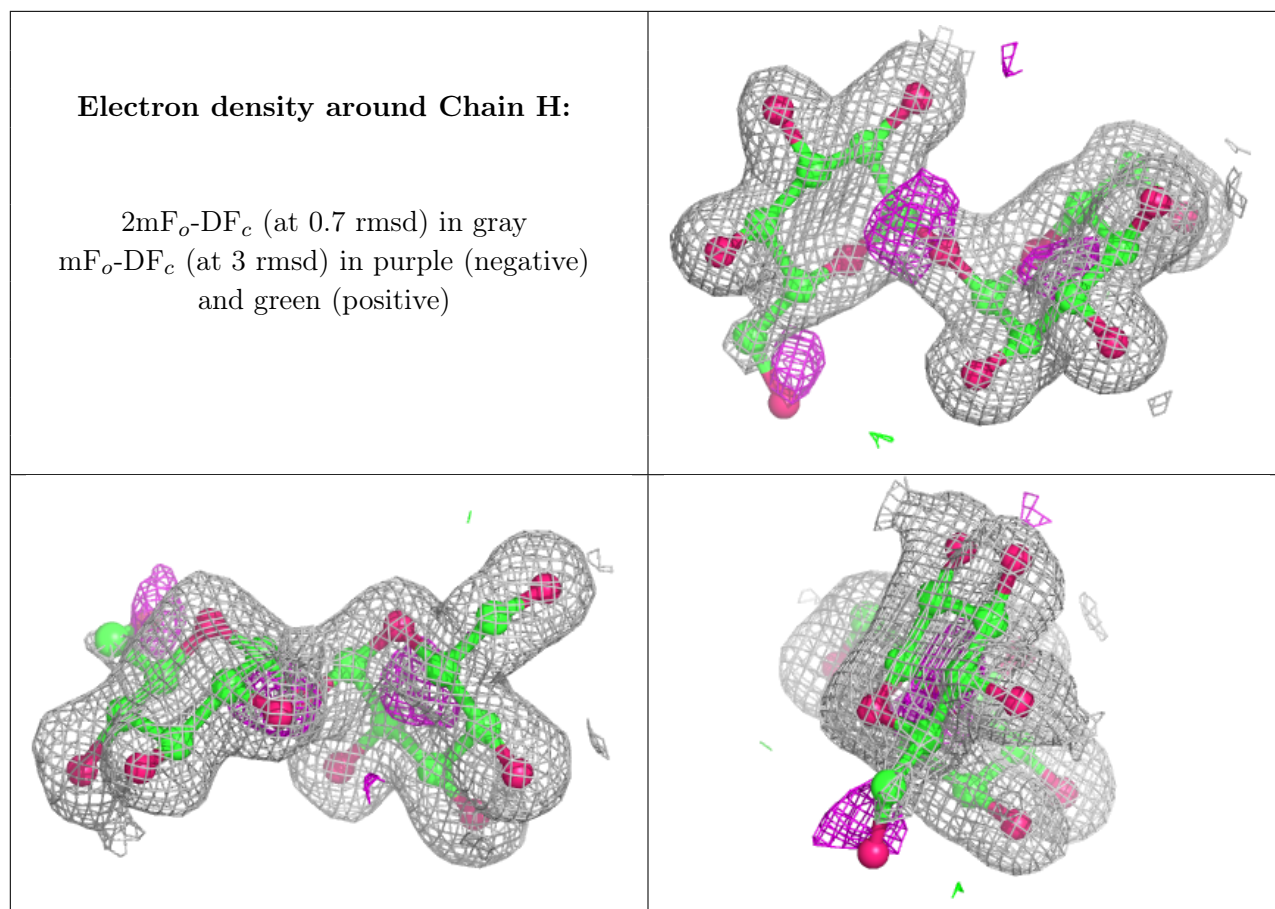 Electron density around Chain H:
2mFo-DFc (at 0.7 rmsd) in gray
mFo-DFc (at 3 rmsd) in purple (negative)
and green (positive)